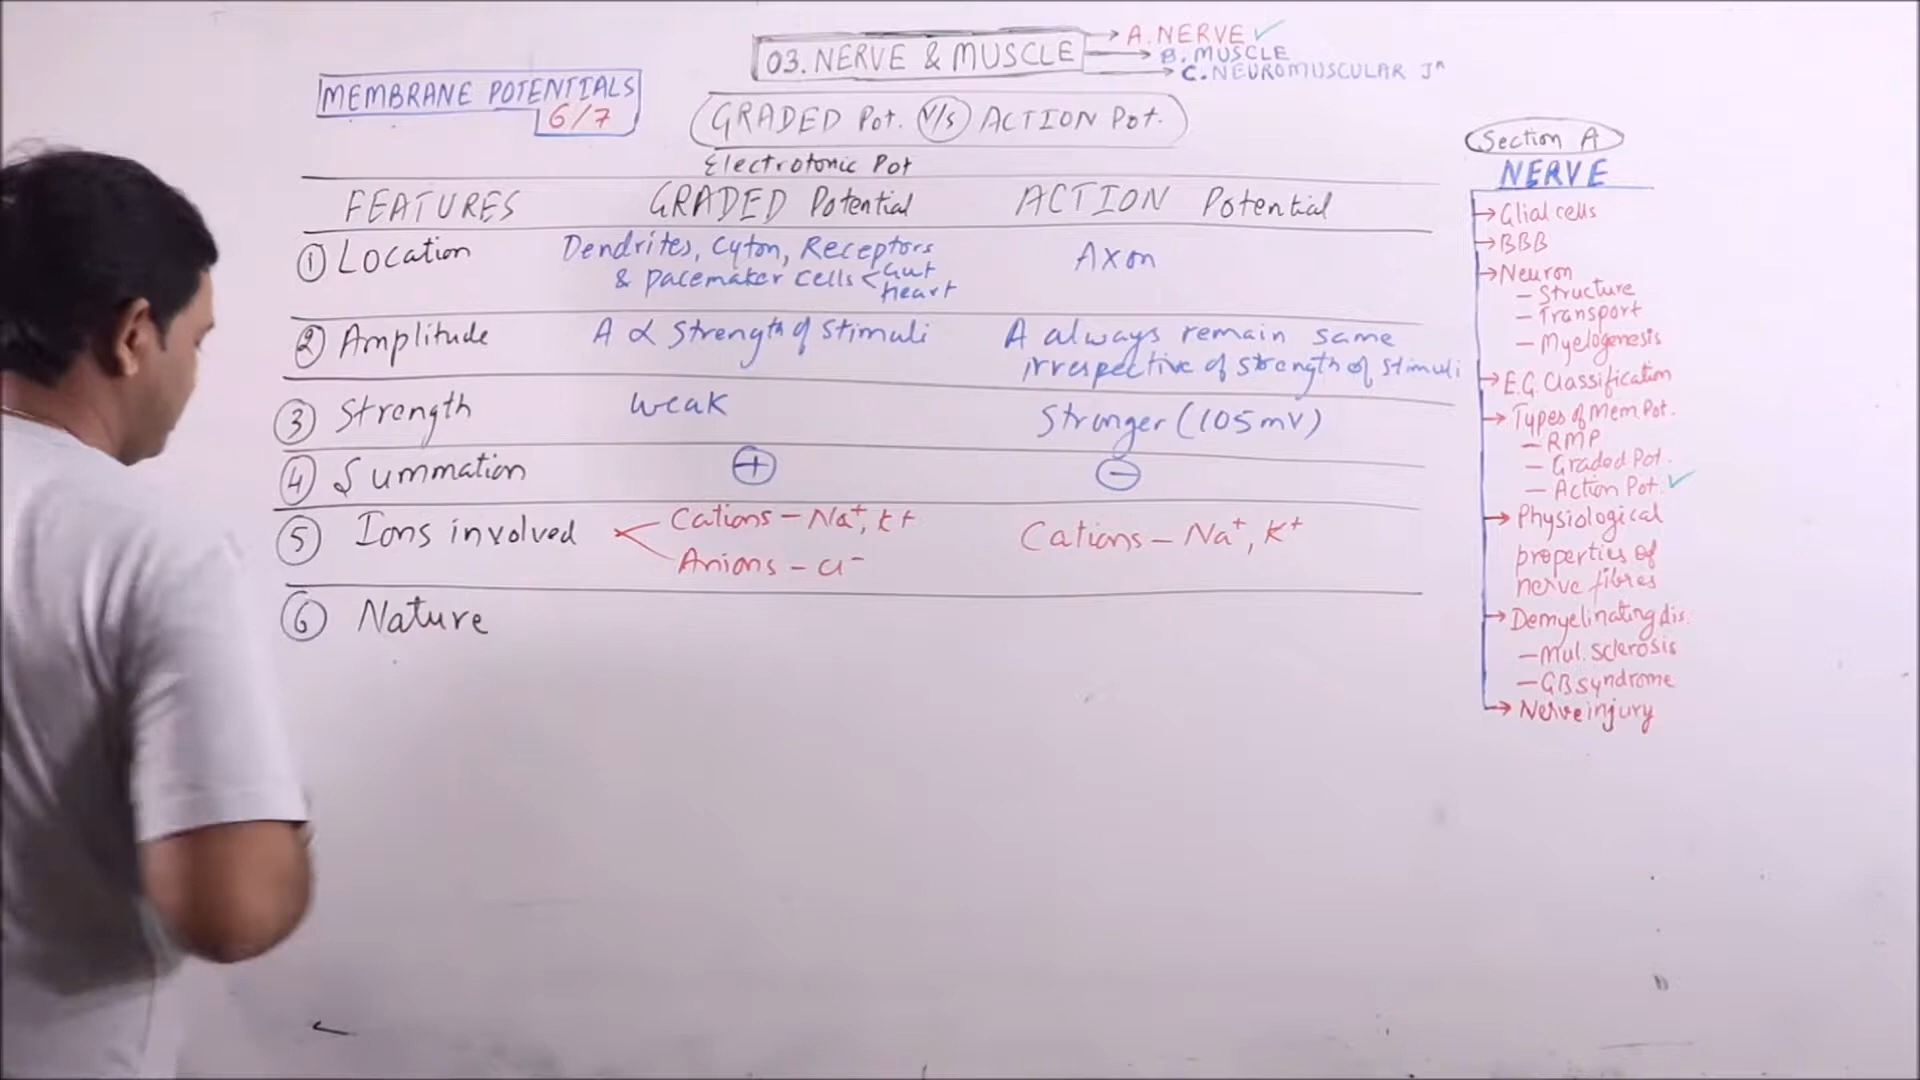 03. NERVE & MUSCLE
A. NERVE ✓
B. MUSCLE
C. NEUROMUSCULAR Jⁿ
MEMBRANE POTENTIALS
6/7
GRADED Pot. V/s ACTION Pot.
Electrotonic Pot
FEATURES GRADED Potential ACTION Potential
① Location Dendrites, Cyton, Receptors & pacemaker cells < Gut heart Axon
② Amplitude A α Strength of Stimuli A always remain same irrespective of strength of stimuli
③ Strength Weak Stronger (105mV)
④ Summation ⊕ ⊖
⑤ Ions involved Cations - Na⁺, K⁺ Cations - Na⁺, K⁺
Anions - Cl⁻
⑥ Nature
Section A
NERVE
→ Glial cells
→ BBB
→ Neuron
- Structure
- Transport
- Myelogenesis
→ E.G. Classification
→ Types of Mem. Pot.
- RMP
- Graded Pot.
- Action Pot. ✓
→ Physiological
properties of
nerve fibres
→ Demyelinating dis.
- Mul. Sclerosis
- GB syndrome
→ Nerve injury